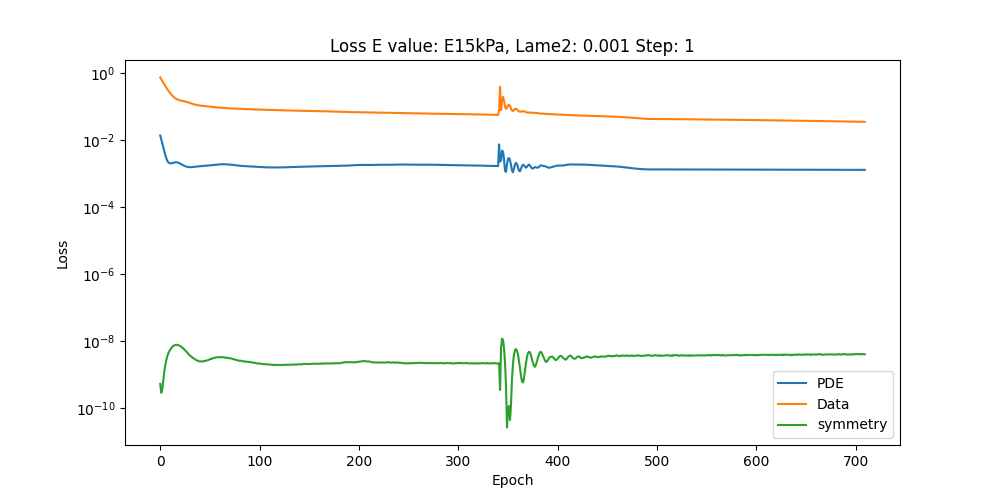 Loss E value: E15kPa, Lame2: 0.001 Step: 1
10^0
10^-2
10^-4
10^-6
10^-8
10^-10
Loss
0 100 200 300 400 500 600 700
Epoch
PDE
Data
symmetry